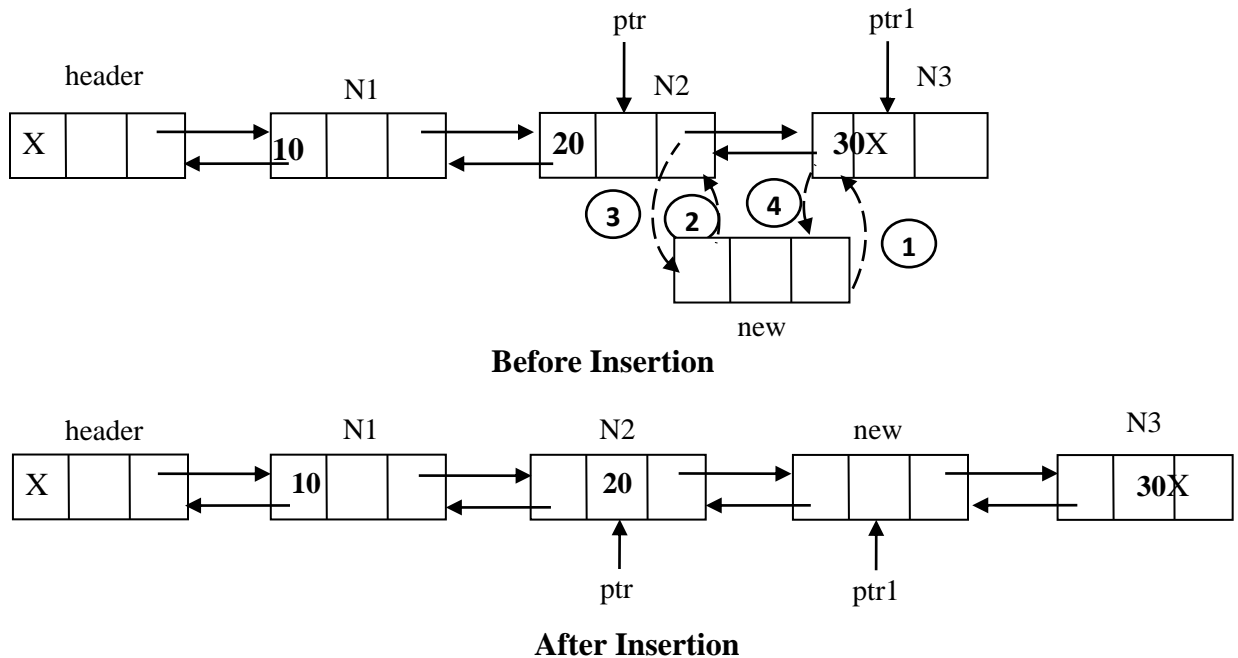 ptr ptr1
header N1 N2 N3
X 10 20 30X
3 2 4 1
new
Before Insertion
header N1 N2 new N3
X 10 20 30X
ptr ptr1
After Insertion